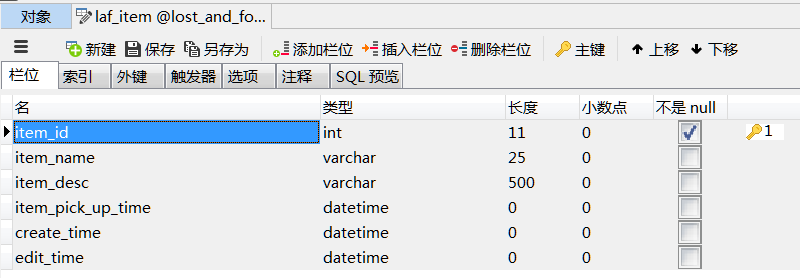 对象 laf_item @lost_and_fo...
新建 保存 另存为 添加栏位 插入栏位 删除栏位 主键 上移 下移
栏位 索引 外键 触发器 选项 注释 SQL 预览
名 类型 长度 小数点 不是 null
item_id int 11 0 1
item_name varchar 25 0
item_desc varchar 500 0
item_pick_up_time datetime 0 0
create_time datetime 0 0
edit_time datetime 0 0